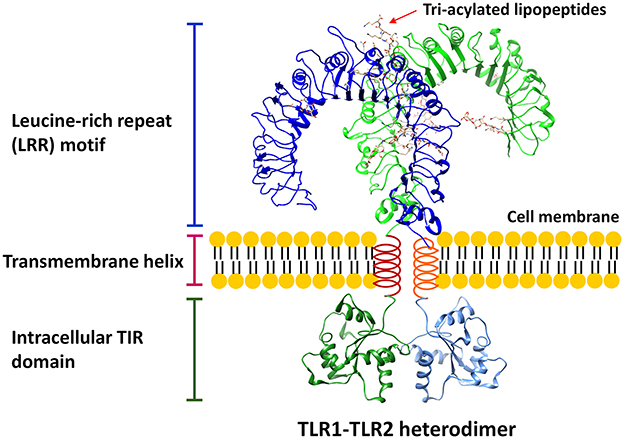 Tri-acylated lipopeptides
Leucine-rich repeat
(LRR) motif
Cell membrane
Transmembrane helix
Intracellular TIR
domain
TLR1-TLR2 heterodimer